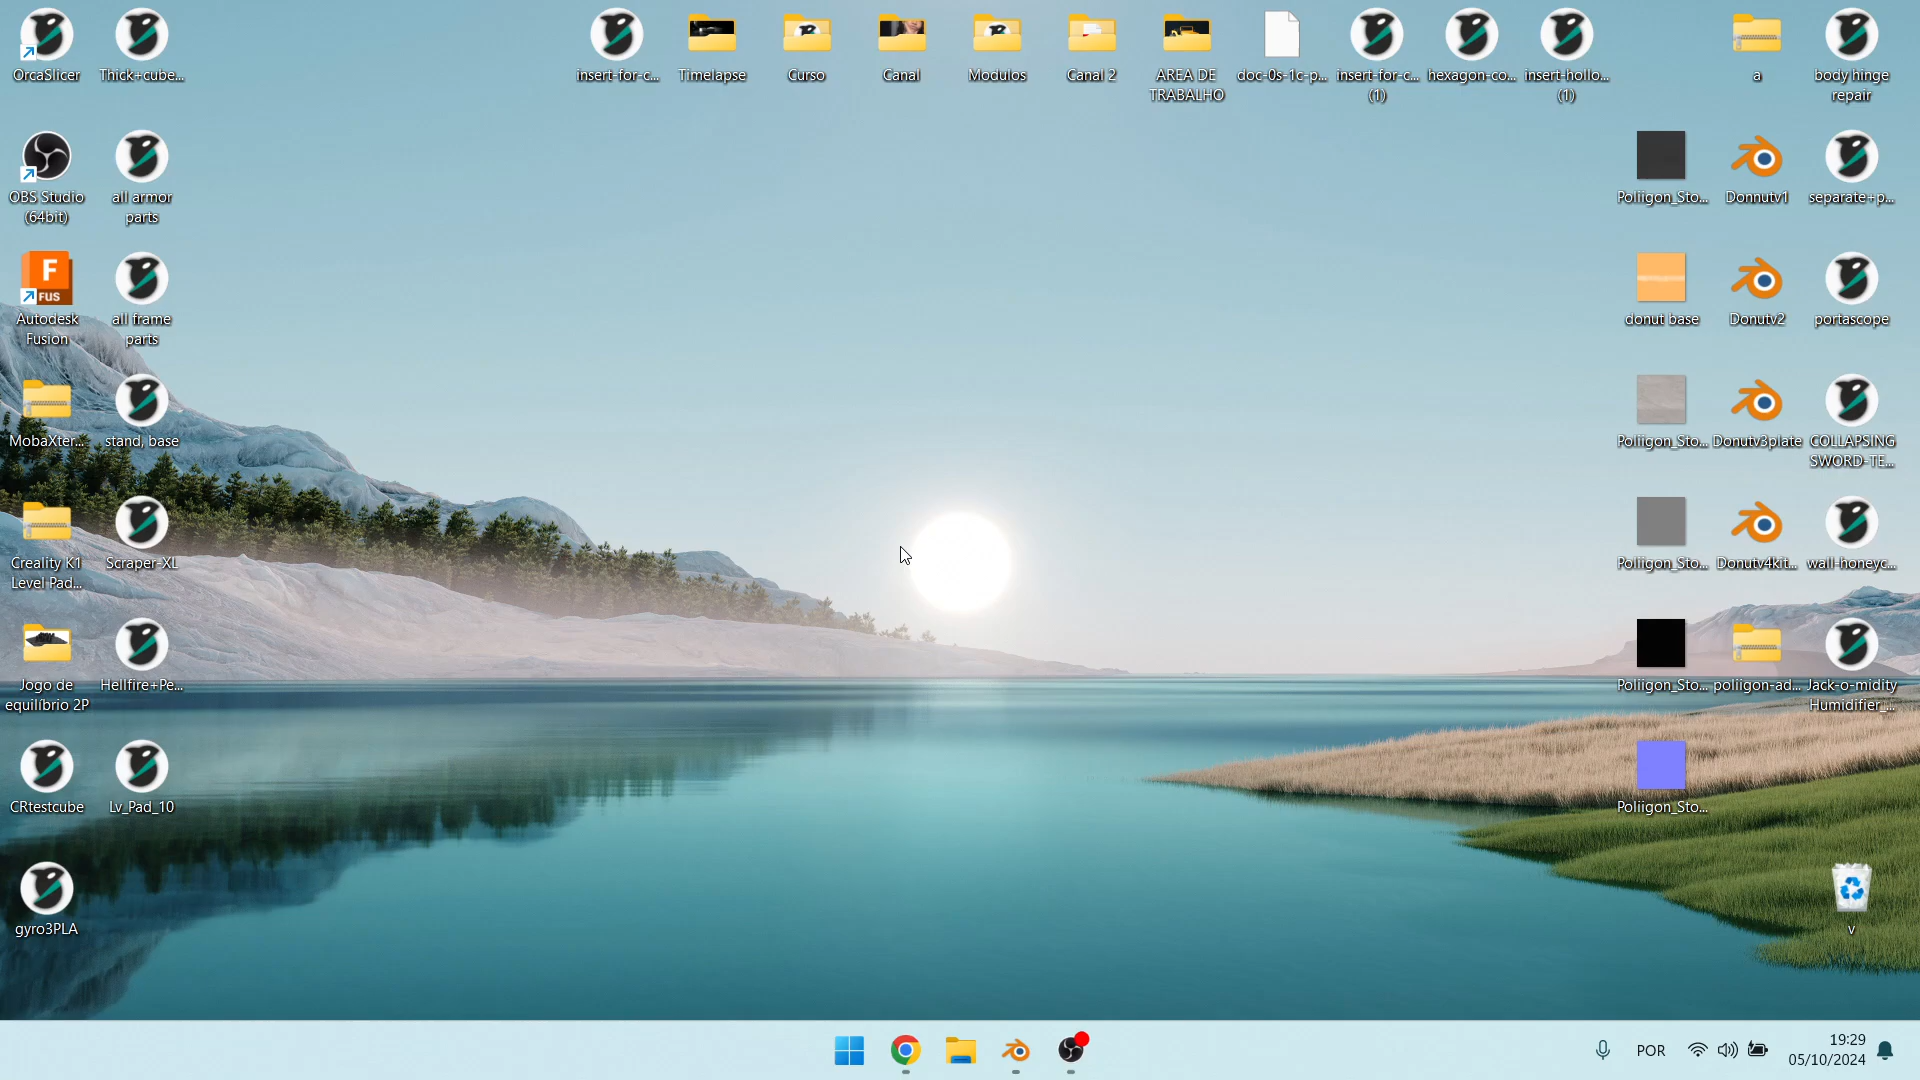 OrcaSlicer
Thick+cube...
insert-for-c...
Timelapse
Curso
Canal
Modulos
Canal 2
AREA DE
TRABALHO
doc-0s-1c-p...
insert-for-c...
(1)
hexagon-co...
insert-hollo...
(1)
a
body hinge
repair
OBS Studio
(64bit)
all armor
parts
Poliigon_Sto...
Donnutv1
separate+p...
F
FUS
Autodesk
Fusion
all frame
parts
donut base
Donutv2
portascope
MobaXter...
stand, base
Poliigon_Sto...
Donutv3plate
COLLAPSING
SWORD-TE...
Creality K1
Level Pad...
Scraper-XL
Poliigon_Sto...
Donutv4kit...
wall-honeyc...
Jogo de
equilíbrio 2P
Hellfire+Pe...
Poliigon_Sto...
poliigon-ad...
Jack-o-midity
Humidifier_...
CRtestcube
Lv_Pad_10
Poliigon_Sto...
gyro3PLA
v
POR
19:29
05/10/2024